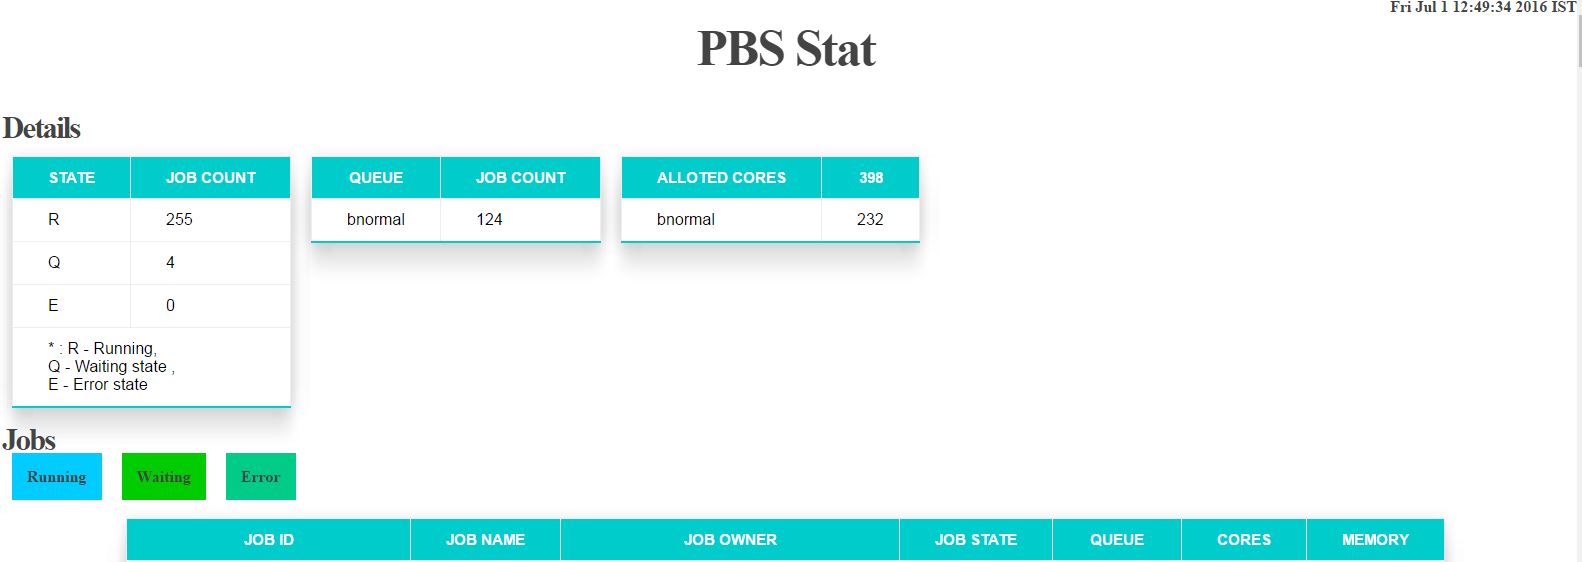 Fri Jul 1 12:49:34 2016 IST
PBS Stat
Details
STATE JOB COUNT
R 255
Q 4
E 0
* : R - Running,
Q - Waiting state ,
E - Error state
QUEUE JOB COUNT
bnormal 124
ALLOTED CORES 398
bnormal 232
Jobs
Running Waiting Error
JOB ID JOB NAME JOB OWNER JOB STATE QUEUE CORES MEMORY